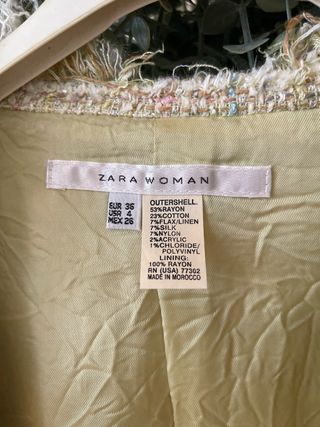 ZARA WOMAN
EUR 36
USA 4
MEX 26
OUTERSHELL.
53%RAYON
23%COTTON
7%FLAX/LINEN
7%SILK
7%NYLON
2%ACRYLIC
1%CHLORIDE/
POLYVINYL
LINING:
100% RAYON
RN (USA) 77302
MADE IN MOROCCO